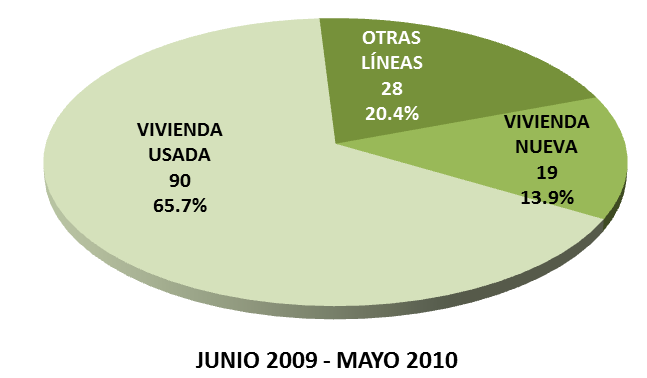 OTRAS
LÍNEAS
28
20.4%
VIVIENDA
NUEVA
19
13.9%
VIVIENDA
USADA
90
65.7%
JUNIO 2009 - MAYO 2010